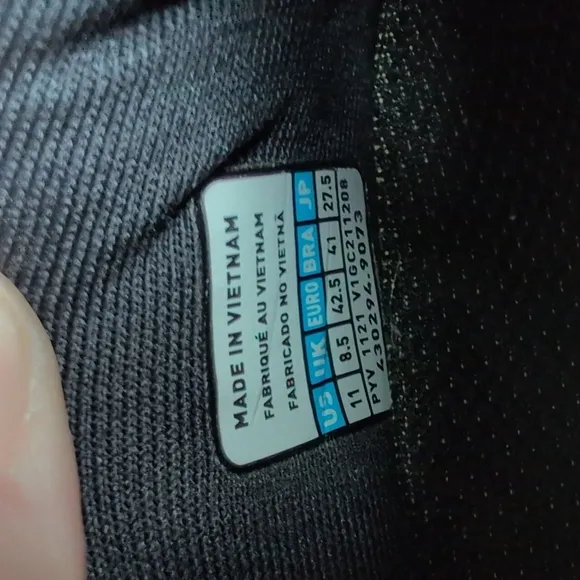 MADE IN VIETNAM
FABRIQUÉ AU VIETNAM
FABRICADO NO VIETNÃ
US UK EURO BRA JP
11 8.5 42.5 41 27.5
PYV 1121 V1GC211208
430294.9073